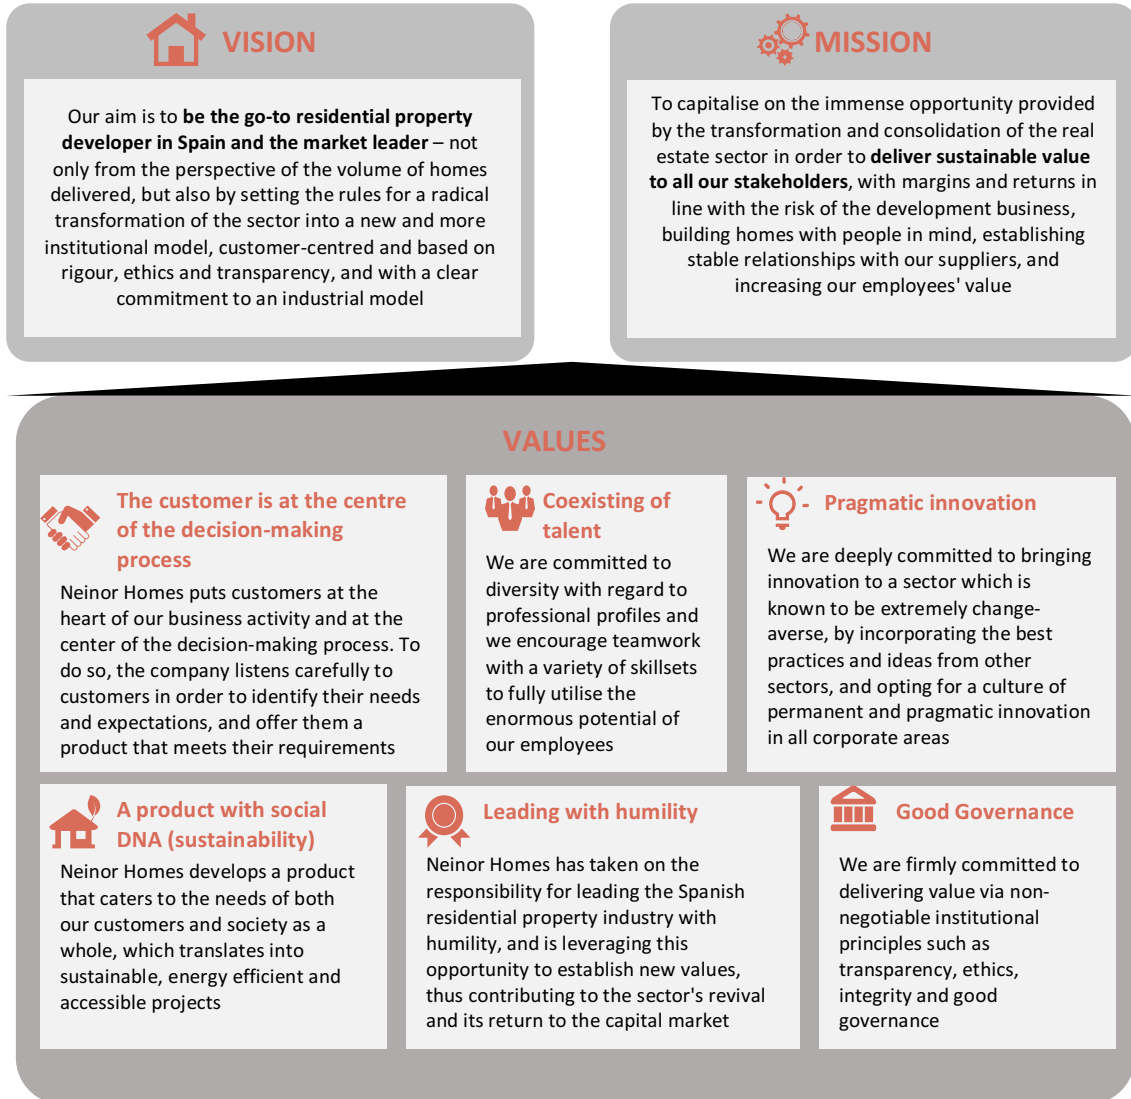 VISION
Our aim is to be the go-to residential property
developer in Spain and the market leader – not
only from the perspective of the volume of homes
delivered, but also by setting the rules for a radical
transformation of the sector into a new and more
institutional model, customer-centred and based on
rigour, ethics and transparency, and with a clear
commitment to an industrial model
MISSION
To capitalise on the immense opportunity provided
by the transformation and consolidation of the real
estate sector in order to deliver sustainable value
to all our stakeholders, with margins and returns in
line with the risk of the development business,
building homes with people in mind, establishing
stable relationships with our suppliers, and
increasing our employees' value
VALUES
The customer is at the centre
of the decision-making
process
Neinor Homes puts customers at the
heart of our business activity and at the
center of the decision-making process. To
do so, the company listens carefully to
customers in order to identify their needs
and expectations, and offer them a
product that meets their requirements
Coexisting of
talent
We are committed to
diversity with regard to
professional profiles and
we encourage teamwork
with a variety of skillsets
to fully utilise the
enormous potential of
our employees
Pragmatic innovation
We are deeply committed to bringing
innovation to a sector which is
known to be extremely change-
averse, by incorporating the best
practices and ideas from other
sectors, and opting for a culture of
permanent and pragmatic innovation
in all corporate areas
A product with social
DNA (sustainability)
Neinor Homes develops a product
that caters to the needs of both
our customers and society as a
whole, which translates into
sustainable, energy efficient and
accessible projects
Leading with humility
Neinor Homes has taken on the
responsibility for leading the Spanish
residential property industry with
humility, and is leveraging this
opportunity to establish new values,
thus contributing to the sector's revival
and its return to the capital market
Good Governance
We are firmly committed to
delivering value via non-
negotiable institutional
principles such as
transparency, ethics,
integrity and good
governance